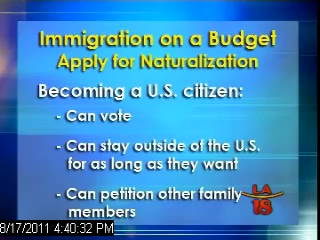 Immigration on a Budget
Apply for Naturalization
Becoming a U.S. citizen:
- Can vote
- Can stay outside of the U.S.
for as long as they want
- Can petition other family
members
LA
18
8/17/2011 4:40:32 PM